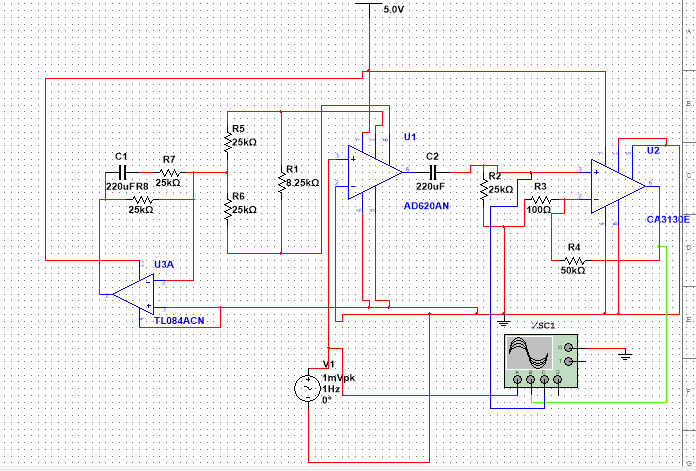 5.0V
U1
R5
25kΩ
C1
220uF
R7
25kΩ
R8
25kΩ
R1
8.25kΩ
R6
25kΩ
AD620AN
C2
220uF
R2
25kΩ
R3
100Ω
U2
CA3130E
R4
50kΩ
U3A
TL084ACN
XSC1
V1
1mVpk
1Hz
0°
A
B
C
D
E
F
G